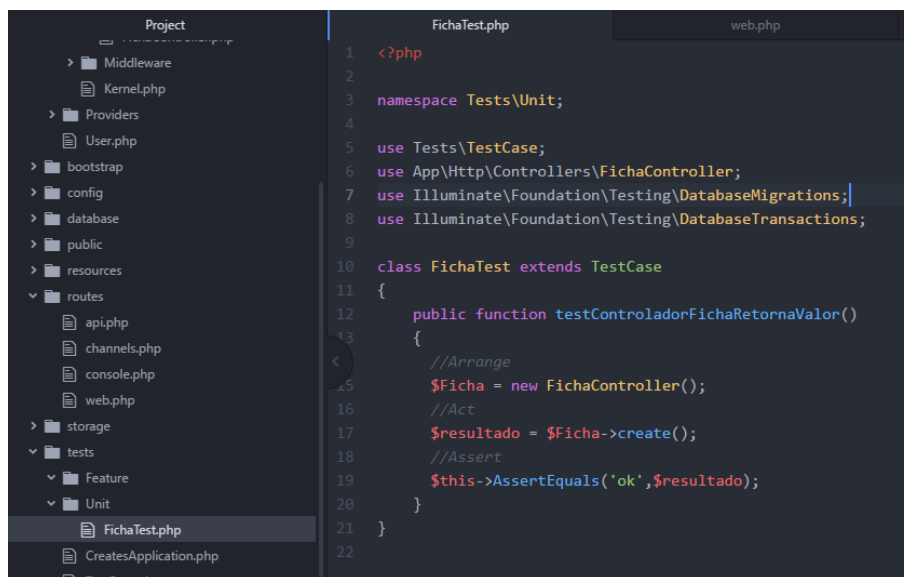 Project
Middleware
Kernel.php
Providers
User.php
bootstrap
config
database
public
resources
routes
api.php
channels.php
console.php
web.php
storage
tests
Feature
Unit
FichaTest.php
CreatesApplication.php
FichaTest.php web.php
1 <?php
2
3 namespace Tests\Unit;
4
5 use Tests\TestCase;
6 use App\Http\Controllers\FichaController;
7 use Illuminate\Foundation\Testing\DatabaseMigrations;
8 use Illuminate\Foundation\Testing\DatabaseTransactions;
9
10 class FichaTest extends TestCase
11 {
12 public function testControladorFichaRetornaValor()
13 {
//Arrange
15 $Ficha = new FichaController();
16 //Act
17 $resultado = $Ficha->create();
18 //Assert
19 $this->AssertEquals('ok',$resultado);
20 }
21 }
22